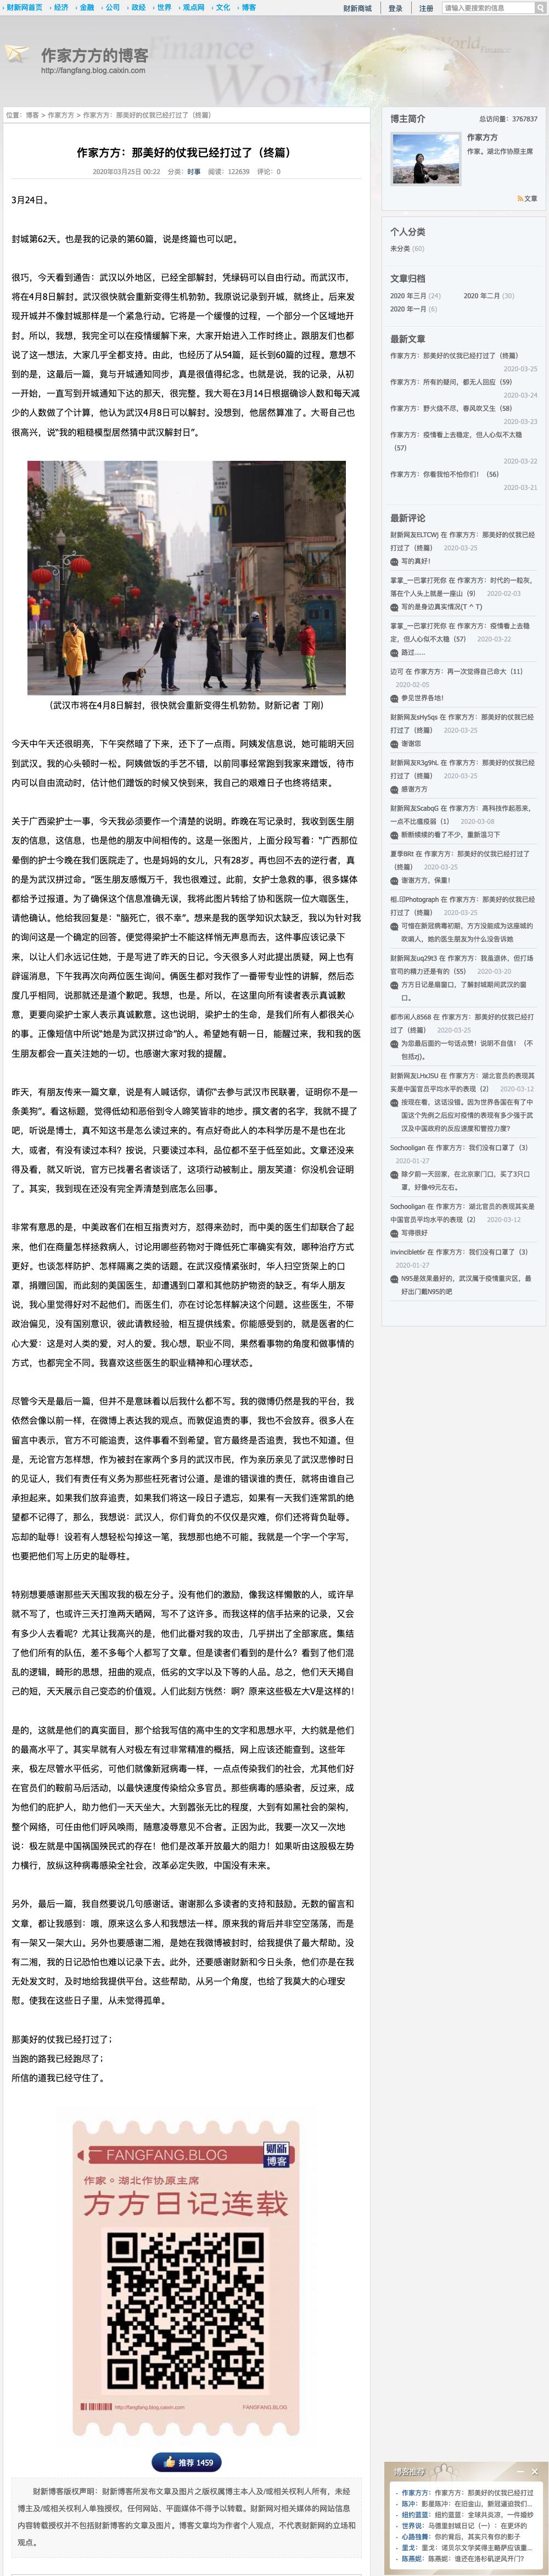 财新网首页 经济 金融 公司 政经 世界 观点网 文化 博客
财新商城 登录 注册 请输入要搜索的信息
作家方方的博客
http://fangfang.blog.caixin.com
位置：博客 > 作家方方 > 作家方方：那美好的仗我已经打过了（终篇）
作家方方：那美好的仗我已经打过了（终篇）
2020年03月25日 00:22 分类：时事 阅读：122639 评论：0
3月24日。
封城第62天。也是我的记录的第60篇，说是终篇也可以吧。
很巧，今天看到通告：武汉以外地区，已经全部解封，凭绿码可以自由行动。而武汉市，
将在4月8日解封。武汉很快就会重新变得生机勃勃。我原说记录到开城，就终止。后来发
现开城并不像封城那样是一个紧急行动。它将是一个缓慢的过程，一个部分一个区域地开
封。所以，我想，我完全可以在疫情缓解下来，大家开始进入工作时终止。跟朋友们也都
说了这一想法，大家几乎全都支持。由此，也经历了从54篇，延长到60篇的过程。意想不
到的是，这最后一篇，竟与开城通知同步，真是很值得纪念。也就是说，我的记录，从初
一开始，一直写到开城通知下达的那天，很完整。我大哥在3月14日根据确诊人数和每天减
少的人数做了个计算，他认为武汉4月8日可以解封。没想到，他居然算准了。大哥自己也
很高兴，说“我的粗糙模型居然猜中武汉解封日”。
（武汉市将在4月8日解封，很快就会重新变得生机勃勃。财新记者 丁刚）
今天中午天还很明亮，下午突然暗了下来，还下了一点雨。阿姨发信息说，她可能明天回
到武汉。我的心头顿时一松。阿姨做饭的手艺不错，以前同事经常跑到我家来蹭饭，待市
内可以自由流动时，估计他们蹭饭的时候又快到来，我自己的艰难日子也终将结束。
关于广西梁护士一事，今天我必须要作一个清楚的说明。昨晚在写记录时，我收到医生朋
友的信息，这信息，也是他的朋友中间相传的。这是一张图片，上面分段写着：“广西那位
晕倒的护士今晚在我们医院走了。也是妈妈的女儿，只有28岁。再也回不去的逆行者，真
的是为武汉拼过命。”医生朋友感慨万千，我也很难过。此前，女护士急救的事，很多媒体
都给予过报道。为了确保这个信息准确无误，我将此图片转给了协和医院一位大咖医生，
请他确认。他给我回复是：“脑死亡，很不幸”。想来是我的医学知识太缺乏，我以为针对我
的询问这是一个确定的回答。便觉得梁护士不能这样悄无声息而去，应该将这事记录下
来，以让人们永远记住她，于是写进了昨天的日记。今天很多人对此提出质疑，网上也有
辟谣消息，下午我再次向两位医生询问。俩医生都对我作了一番带专业性的讲解，然后态
度几乎相同，说那就还是道个歉吧。我想，也是。所以，在这里向所有读者表示真诚歉
意，更要向梁护士家人表示真诚歉意。这也说明，梁护士的生命，是我们所有人都很关心
的事。正像短信中所说“她是为武汉拼过命”的人。希望她有朝一日，能醒过来，我和我的医
生朋友都会一直关注她的一切。也感谢大家对我的提醒。
昨天，有朋友传来一篇文章，说是有人喊话你，请你“去参与武汉市民联署，证明你不是一
条美狗”。看这标题，觉得低幼和恶俗到令人啼笑皆非的地步。撰文者的名字，我就不提了
吧，听说是博士，真不知这书是怎么读过来的。有点好奇此人的本科学历是不是也在北
大，或者，有没有读过本科？按说，只要读过本科，品位都不至于低至如此。文章还没来
得及看，就又听说，官方已找署名者谈话了，这项行动被制止。朋友笑道：你没机会证明
了。其实，我到现在还没有完全弄清楚到底怎么回事。
非常有意思的是，中美政客们在相互指责对方，怼得来劲时，而中美的医生们却联合了起
来，他们在商量怎样拯救病人，讨论用哪些药物对于降低死亡率确实有效，哪种治疗方式
更好。也谈怎样防护、怎样隔离之类的话题。在武汉疫情紧张时，华人扫空货架上的口
罩，捐赠回国，而此刻的美国医生，却遭遇到口罩和其他防护物资的缺乏。有华人朋友
说，我心里觉得好对不起他们。而医生们，亦在讨论怎样解决这个问题。这些医生，不带
政治偏见，没有国别意识，彼此请教经验，相互提供线索。你能感受到的，就是医者的仁
心大爱：这是对人类的爱，对人的爱。我心想，职业不同，果然看事物的角度和做事情的
方式，也都完全不同。我喜欢这些医生的职业精神和心理状态。
尽管今天是最后一篇，但并不是意味着以后我什么都不写。我的微博仍然是我的平台，我
依然会像以前一样，在微博上表达我的观点。而敦促追责的事，我也不会放弃。很多人在
留言中表示，官方不可能追责，这件事看不到希望。官方最终是否追责，我也不知道。但
是，无论官方怎样想，作为被封在家两个多月的武汉市民，作为亲历亲见了武汉悲惨时日
的见证人，我们有责任有义务为那些枉死者讨公道。是谁的错误谁的责任，就将由谁自己
承担起来。如果我们放弃追责，如果我们将这一段日子遗忘，如果有一天我们连常凯的绝
望都不记得了，那么，我想说：武汉人，你们背负的不仅仅是灾难，你们还将背负耻辱。
忘却的耻辱！设若有人想轻松勾掉这一笔，我想那也绝不可能。我就是一个字一个字写，
也要把他们写上历史的耻辱柱。
特别想要感谢那些天天围攻我的极左分子。没有他们的激励，像我这样懒散的人，或许早
就不写了，也或许三天打渔两天晒网，写不了这许多。而我这样的信手拈来的记录，又会
有多少人去看呢？尤其让我高兴的是，他们此番对我的攻击，几乎拼出了全部家底。集结
了他们所有的队伍，差不多每个人都写了文章。但是读者们看到的是什么？看到了他们混
乱的逻辑，畸形的思想，扭曲的观点，低劣的文字以及下等的人品。总之，他们天天揭自
己的短，天天展示自己变态的价值观。人们此刻方恍然：啊？原来这些极左大V是这样的！
是的，这就是他们的真实面目，那个给我写信的高中生的文字和思想水平，大约就是他们
的最高水平了。其实早就有人对极左有过非常精准的概括，网上应该还能查到。这些年
来，极左尽管水平低劣，可他们就像新冠病毒一样，一点点传染我们的社会，尤其他们好
在官员们的鞍前马后活动，以最快速度传染给众多官员。那些病毒的感染者，反过来，成
为他们的庇护人，助力他们一天天坐大。大到嚣张无比的程度，大到有如黑社会的架构，
整个网络，可任由他们呼风唤雨，随意凌辱意见不合者。正因为此，我要一次又一次地
说：极左就是中国祸国殃民式的存在！他们是改革开放最大的阻力！如果听由这股极左势
力横行，放纵这种病毒感染全社会，改革必定失败，中国没有未来。
另外，最后一篇，我自然要说几句感谢话。谢谢那么多读者的支持和鼓励。无数的留言和
文章，都让我感到：哦，原来这么多人和我想法一样。原来我的背后并非空空荡荡，而是
有一架又一架大山。另外也要感谢二湘，是她在我微博被封时，给我提供了最大帮助。没
有二湘，我的日记恐怕也难以记录下去。此外，还要感谢财新和今日头条，他们亦是在我
无处发文时，及时地给我提供平台。这些帮助，从另一个角度，也给了我莫大的心理安
慰。使我在这些日子里，从未觉得孤单。
那美好的仗我已经打过了；
当跑的路我已经跑尽了；
所信的道我已经守住了。
FANGFANG.BLOG 财新 博客
作家。湖北作协原主席
方方日记连载
http://fangfang.blog.caixin.com FANGFANG.BLOG
推荐 1459
财新博客版权声明：财新博客所发布文章及图片之版权属博主本人及/或相关权利人所有，未经
博主及/或相关权利人单独授权，任何网站、平面媒体不得予以转载。财新网对相关媒体的网站信息
内容转载授权并不包括财新博客的文章及图片。博客文章均为作者个人观点，不代表财新网的立场和
观点。
博主简介 总访问量：3767837
作家方方
作家。湖北作协原主席
文章
个人分类
未分类 (60)
文章归档
2020 年三月 (24) 2020 年二月 (30)
2020 年一月 (6)
最新文章
作家方方：那美好的仗我已经打过了（终篇）
2020-03-25
作家方方：所有的疑问，都无人回应（59）
2020-03-24
作家方方：野火烧不尽，春风吹又生（58）
2020-03-23
作家方方：疫情看上去稳定，但人心似不太稳
（57）
2020-03-22
作家方方：你看我怕不怕你们！（56）
2020-03-21
最新评论
财新网友ELTCWJ 在 作家方方：那美好的仗我已经
打过了（终篇） 2020-03-25
写的真好！
掌掌_一巴掌打死你 在 作家方方：时代的一粒灰，
落在个人头上就是一座山（9） 2020-02-03
写的是身边真实情况(T ^ T)
掌掌_一巴掌打死你 在 作家方方：疫情看上去稳
定，但人心似不太稳（57） 2020-03-22
路过……
边可 在 作家方方：再一次觉得自己命大（11）
2020-02-05
参见世界各地！
财新网友sHySqs 在 作家方方：那美好的仗我已经
打过了（终篇） 2020-03-25
谢谢您
财新网友R3g9hL 在 作家方方：那美好的仗我已经
打过了（终篇） 2020-03-25
感谢方方
财新网友ScabqG 在 作家方方：高科技作起恶来，
一点不比瘟疫弱（1） 2020-03-08
断断续续的看了不少，重新温习下
夏季BRt 在 作家方方：那美好的仗我已经打过了
（终篇） 2020-03-25
谢谢方方，保重！
相.印Photograph 在 作家方方：那美好的仗我已经
打过了（终篇） 2020-03-25
可惜在新冠病毒初期，方方没能成为这座城的
吹哨人，她的医生朋友为什么没告诉她
财新网友uq29t3 在 作家方方：我虽退休，但打场
官司的精力还是有的（55） 2020-03-20
方方日记是扇窗口，了解封城期间武汉的窗
口。
都市闲人8568 在 作家方方：那美好的仗我已经打
过了（终篇） 2020-03-25
为您最后面的一句话点赞！说明不自信！（不
包括zj)。
财新网友LHxJSU 在 作家方方：湖北官员的表现其
实是中国官员平均水平的表现（2） 2020-03-12
按现在看，这话没错。因为世界各国在有了中
国这个先例之后应对疫情的表现有多少强于武
汉及中国政府的反应速度和管控力度？
Sochooligan 在 作家方方：我们没有口罩了（3）
2020-01-27
除夕前一天回家，在北京家门口，买了3只口
罩，好像49元左右。
Sochooligan 在 作家方方：湖北官员的表现其实是
中国官员平均水平的表现（2） 2020-03-12
写得很好
invinciblet6r 在 作家方方：我们没有口罩了（3）
2020-01-27
N95是效果最好的，武汉属于疫情重灾区，最
好出门戴N95的吧
博客推荐
作家方方：作家方方：那美好的仗我已经打过
陈冲：影星陈冲：在旧金山，新冠逼迫我们...
纽约蓝蓝：纽约蓝蓝：全球共炎凉，一件婚纱
世界说：马德里封城日记（一）：在更坏的
心路独舞：你的背后，其实只有你的影子
里戈：里戈：诺贝尔文学奖得主略萨应该重...
陈燕妮：陈燕妮：谁还在洛杉矶逆风开门？